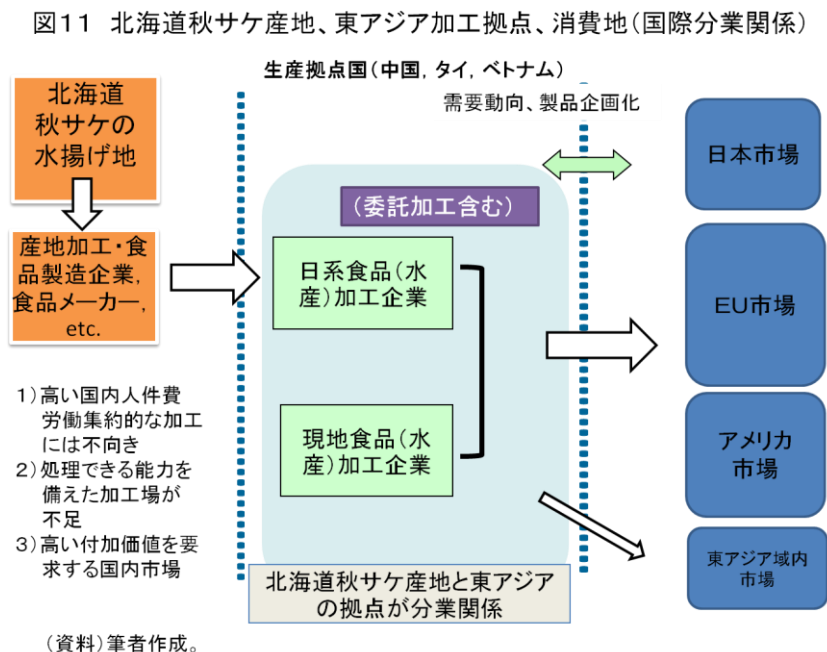 図11 北海道秋サケ産地、東アジア加工拠点、消費地(国際分業関係)
生産拠点国(中国, タイ, ベトナム)
需要動向、製品企画化
北海道
秋サケの
水揚げ地
産地加工・食
品製造企業,
食品メーカー,
etc.
1)高い国内人件費
労働集約的な加工
には不向き
2)処理できる能力を
備えた加工場が
不足
3)高い付加価値を要
求する国内市場
(委託加工含む)
日系食品(水
産)加工企業
現地食品(水
産)加工企業
北海道秋サケ産地と東アジア
の拠点が分業関係
日本市場
EU市場
アメリカ
市場
東アジア域内
市場
(資料)筆者作成。